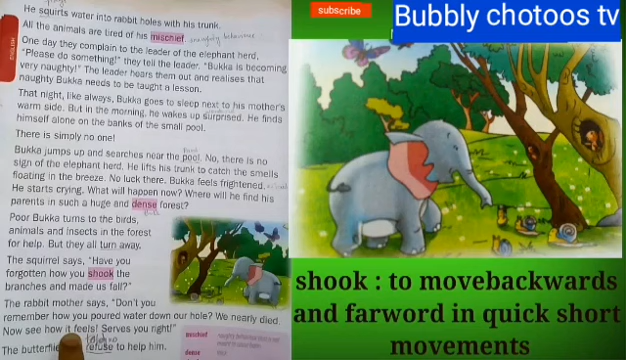 He squirts water into rabbit holes with his trunk.
All the animals are tired of his mischief.
One day they complain to the leader of the elephant herd,
"Please do something!" they tell the leader. "Bukka is becoming
very naughty!" The leader hears them out and realises that
naughty Bukka needs to be taught a lesson.
That night, like always, Bukka goes to sleep next to his mother's
warm side. But in the morning, he wakes up surprised. He finds
himself alone on the banks of the small pool.
There is simply no one!
Bukka jumps up and searches near the pool. No, there is no
sign of the elephant herd. He lifts his trunk to catch the smells
floating in the breeze. No luck there. Bukka feels frightened.
He starts crying. What will happen now? Where will he find his
parents in such a huge and dense forest?
Poor Bukka turns to the birds,
animals and insects in the forest
for help. But they all turn away.
The squirrel says, "Have you
forgotten how you shook the
branches and made us fall?"
The rabbit mother says, "Don't you
remember how you poured water down our hole? We nearly died.
Now see how it feels! Serves you right!"
The refuse to help him.
mischief
dense
subscribe
Bubbly chotoos tv
shook : to movebackwards
and farword in quick short
movements